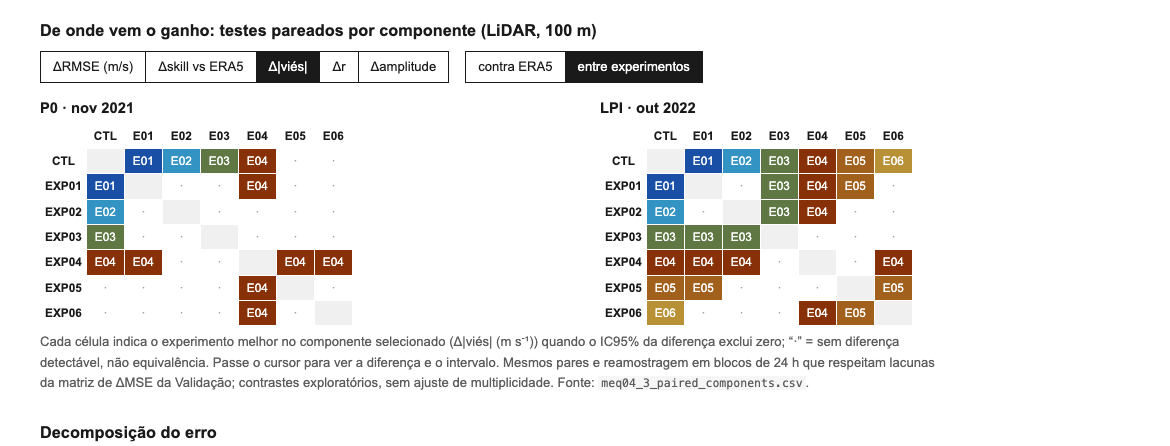 De onde vem o ganho: testes pareados por componente (LiDAR, 100 m)
ΔRMSE (m/s) Δskill vs ERA5 Δ|viés| Δr Δamplitude contra ERA5 entre experimentos
P0 · nov 2021
CTL E01 E02 E03 E04 E05 E06
CTL E01 E02 E03 E04 · ·
EXP01 E01 · · E04 · ·
EXP02 E02 · · · · ·
EXP03 E03 · · · · ·
EXP04 E04 E04 · · E04 E04
EXP05 · · · · E04 ·
EXP06 · · · · E04 ·
LPI · out 2022
CTL E01 E02 E03 E04 E05 E06
CTL E01 E02 E03 E04 E05 E06
EXP01 E01 · E03 E04 E05 ·
EXP02 E02 · E03 E04 · ·
EXP03 E03 E03 E03 · · ·
EXP04 E04 E04 E04 · · E04
EXP05 E05 E05 · · · E05
EXP06 E06 · · · E04 E05
Cada célula indica o experimento melhor no componente selecionado (Δ|viés| (m s⁻¹)) quando o IC95% da diferença exclui zero; “·” = sem diferença
detectável, não equivalência. Passe o cursor para ver a diferença e o intervalo. Mesmos pares e reamostragem em blocos de 24 h que respeitam lacunas
da matriz de ΔMSE da Validação; contrastes exploratórios, sem ajuste de multiplicidade. Fonte: meq04_3_paired_components.csv.
Decomposição do erro